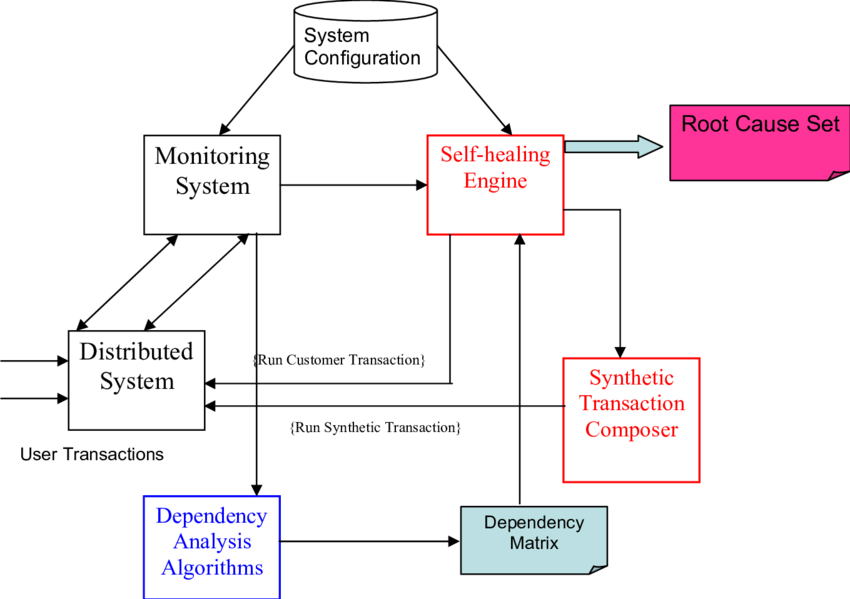 System
Configuration
Root Cause Set
Monitoring
System
Self-healing
Engine
Distributed
System
{Run Customer Transaction}
Synthetic
Transaction
Composer
{Run Synthetic Transaction}
User Transactions
Dependency
Analysis
Algorithms
Dependency
Matrix